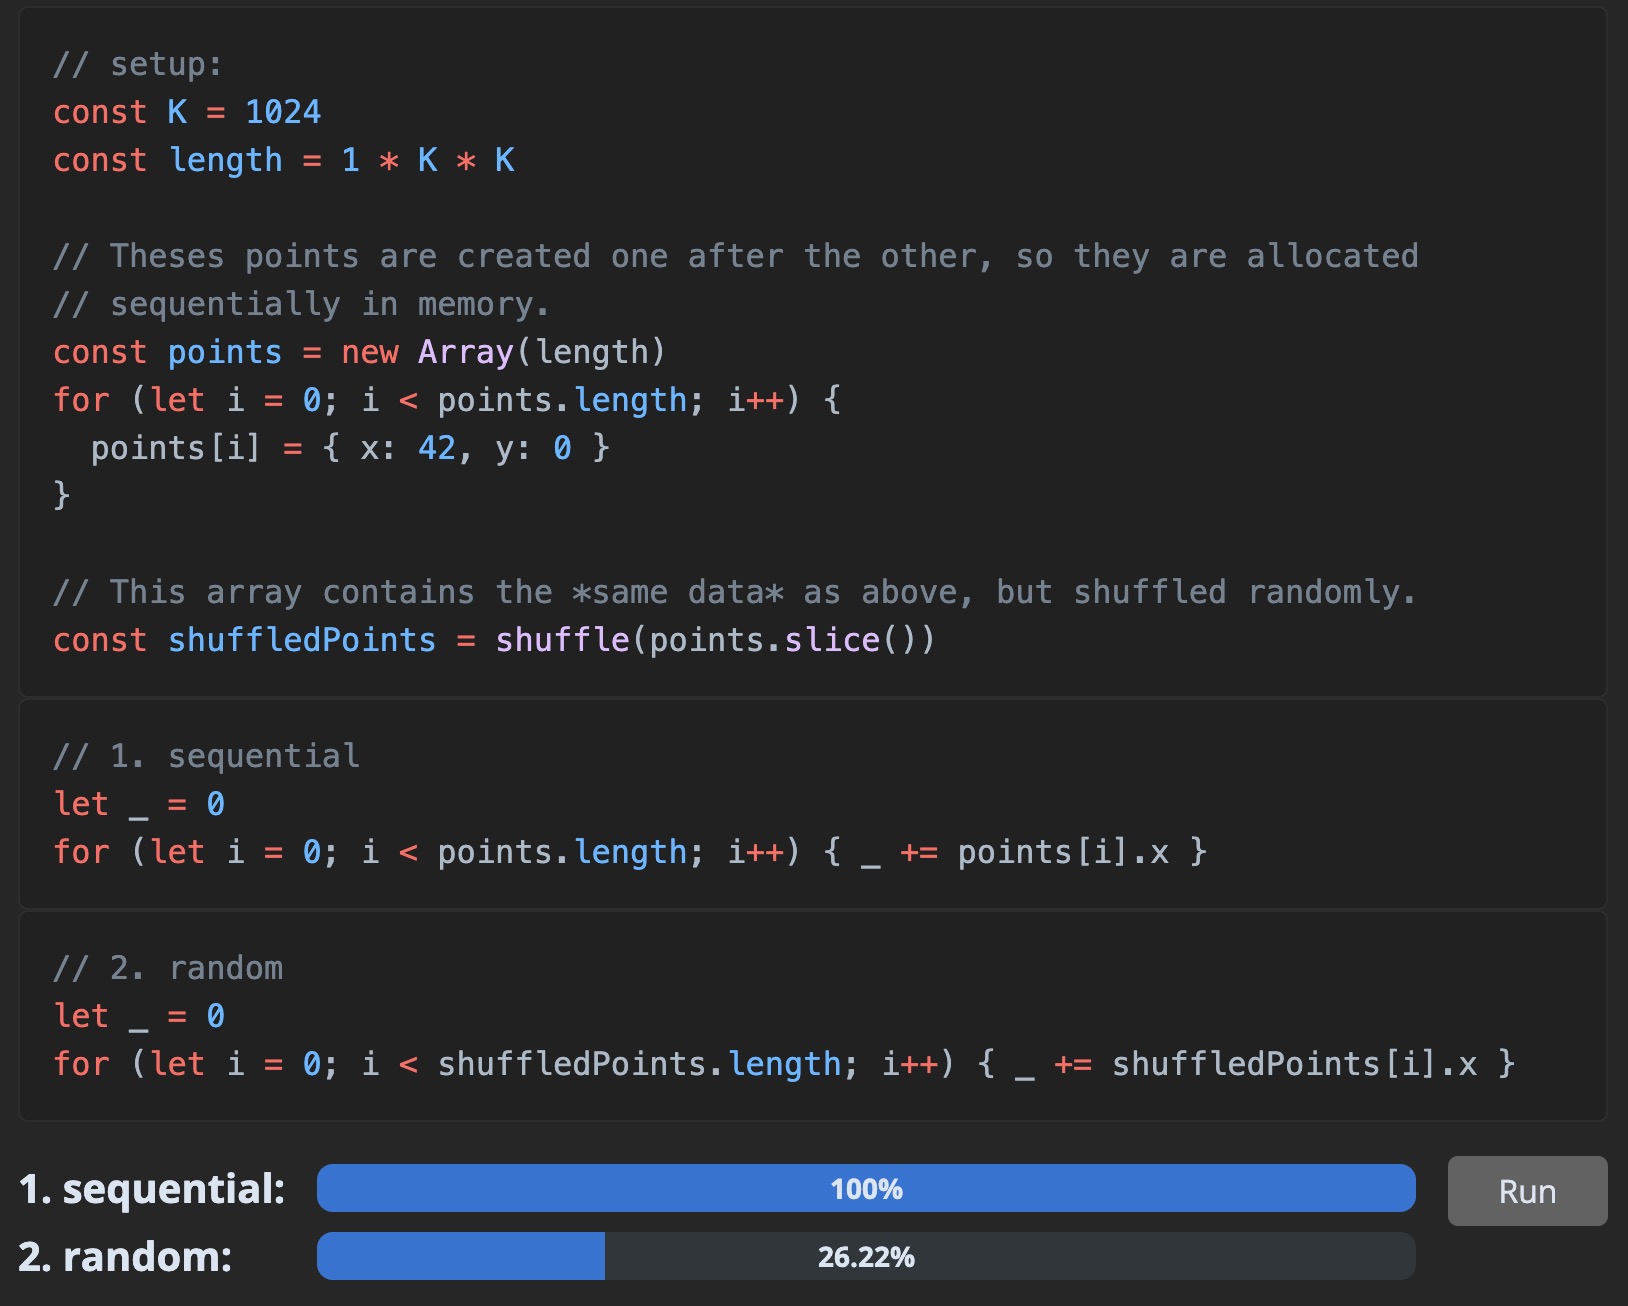 // setup:
const K = 1024
const length = 1 * K * K
// Theses points are created one after the other, so they are allocated
// sequentially in memory.
const points = new Array(length)
for (let i = 0; i < points.length; i++) {
  points[i] = { x: 42, y: 0 }
}
// This array contains the *same data* as above, but shuffled randomly.
const shuffledPoints = shuffle(points.slice())
// 1. sequential
let _ = 0
for (let i = 0; i < points.length; i++) { _ += points[i].x }
// 2. random
let _ = 0
for (let i = 0; i < shuffledPoints.length; i++) { _ += shuffledPoints[i].x }
1. sequential: 100% Run
2. random: 26.22%